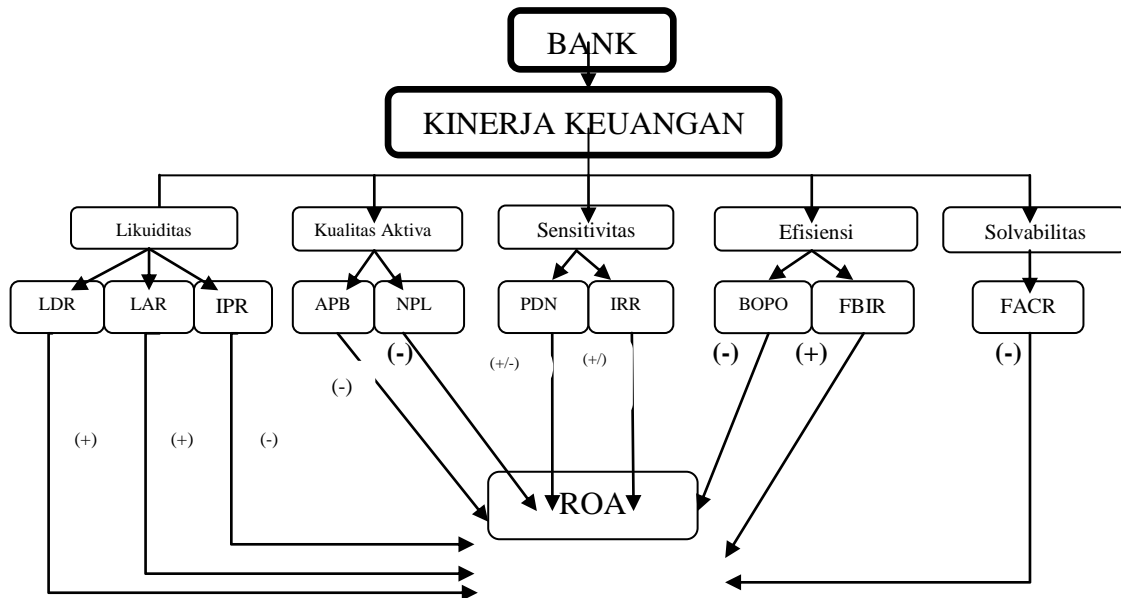 BANK
KINERJA KEUANGAN
Likuiditas
Kualitas Aktiva
Sensitivitas
Efisiensi
Solvabilitas
LDR
LAR
IPR
APB
NPL
PDN
IRR
BOPO
FBIR
FACR
(-)
(+/-)
(+/)
(-)
(+)
(-)
(-)
(+)
(+)
(-)
ROA